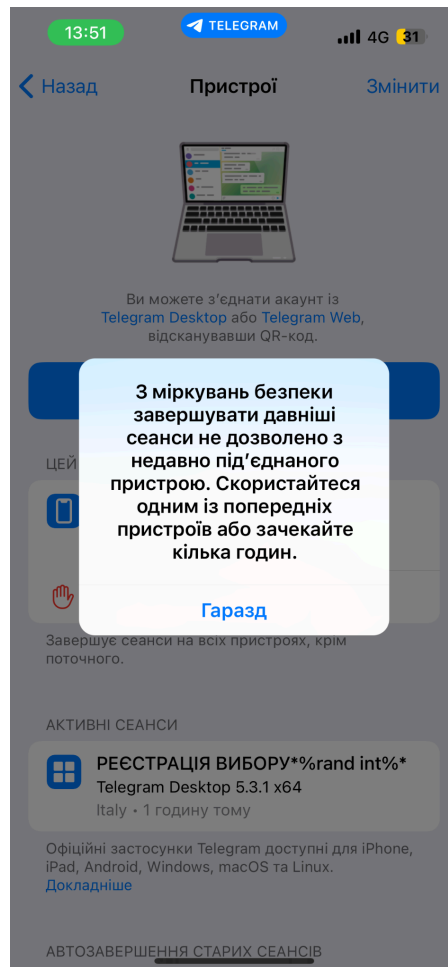 13:51
TELEGRAM
4G 31
Назад
Пристрої
Змінити
Ви можете з'єднати акаунт із
Telegram Desktop або Telegram Web,
відсканувавши QR-код.
З міркувань безпеки
завершувати давніші
сеанси не дозволено з
недавно під’єднаного
пристрою. Скористайтеся
одним із попередніх
пристроїв або зачекайте
кілька годин.
Гаразд
ЦЕЙ
Завершує сеанси на всіх пристроях, крім
поточного.
АКТИВНІ СЕАНСИ
РЕЄСТРАЦІЯ ВИБОРУ*%rand int%*
Telegram Desktop 5.3.1 x64
Italy • 1 годину тому
Офіційні застосунки Telegram доступні для iPhone,
iPad, Android, Windows, macOS та Linux.
Докладніше
АВТОЗАВЕРШЕННЯ СТАРИХ СЕАНСІВ